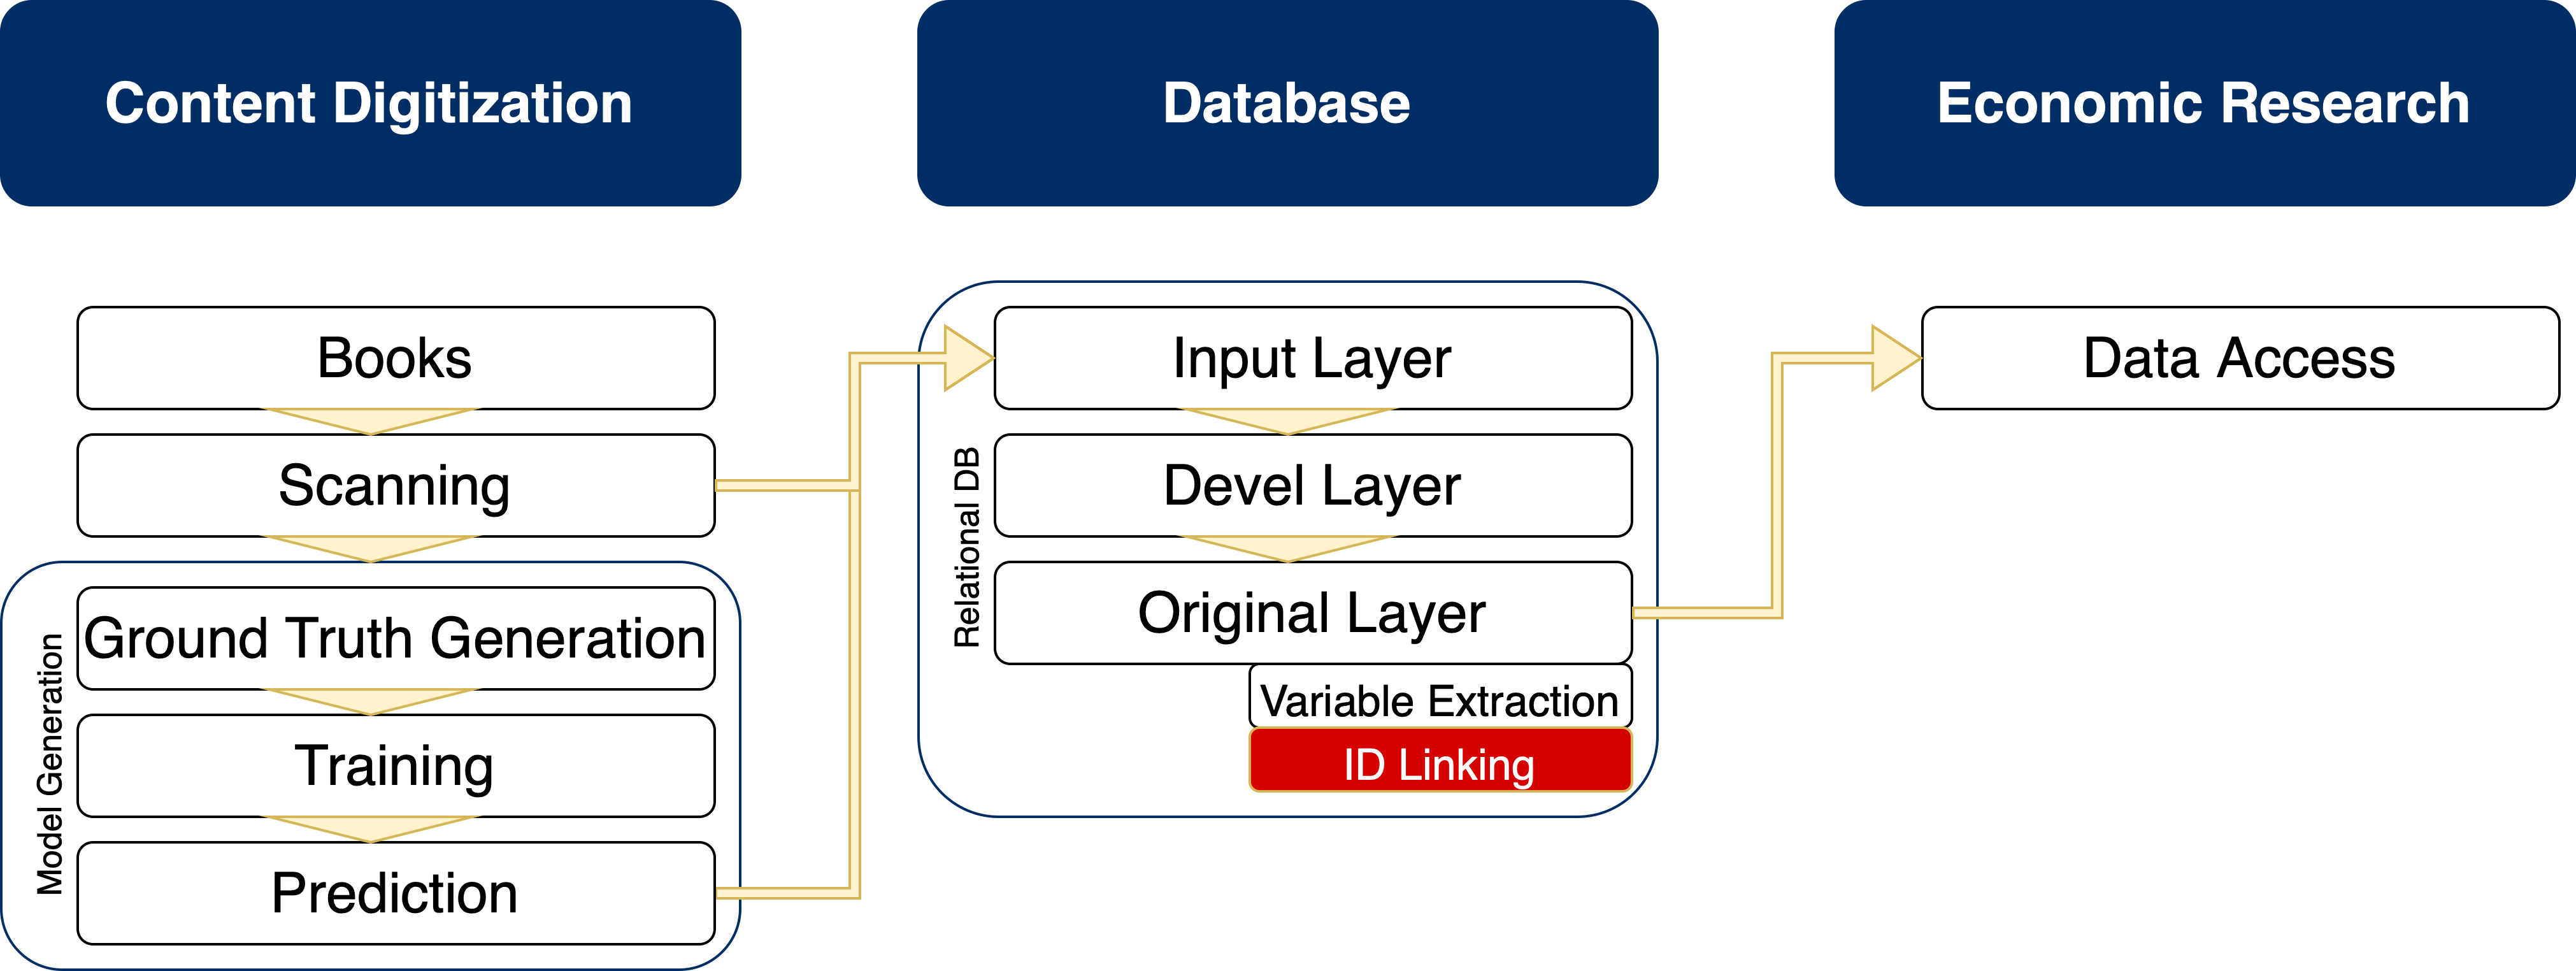 Content Digitization
Database
Economic Research
Books
Scanning
Model Generation
Ground Truth Generation
Training
Prediction
Relational DB
Input Layer
Devel Layer
Original Layer
Variable Extraction
ID Linking
Data Access